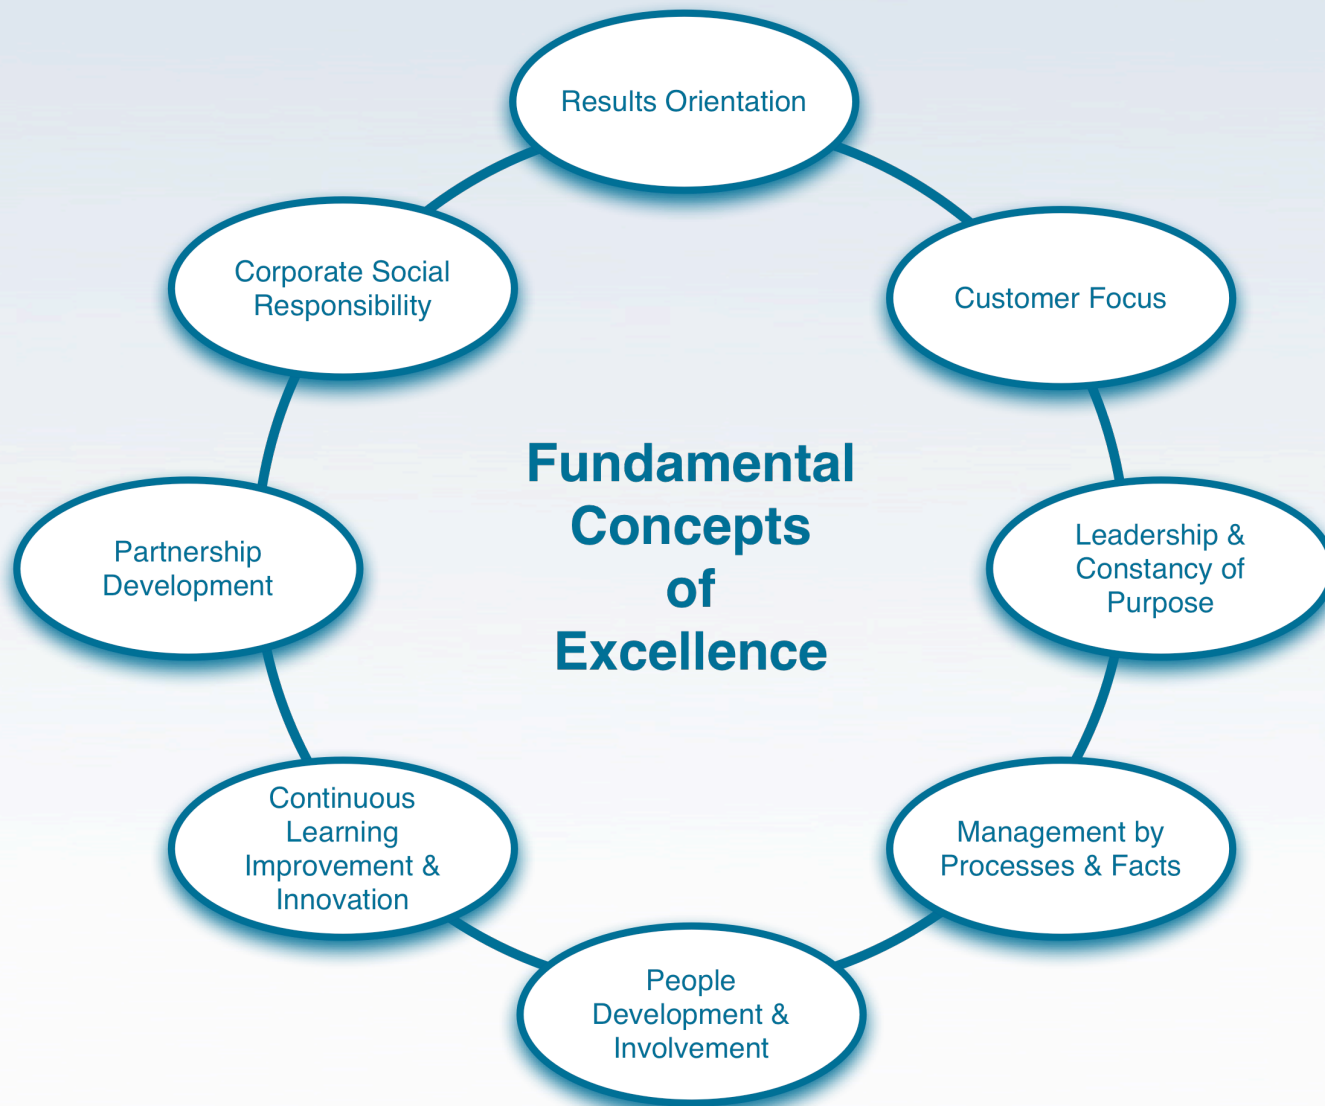 Results Orientation
Corporate Social
Responsibility
Customer Focus
Fundamental
Concepts
of
Excellence
Partnership
Development
Leadership &
Constancy of
Purpose
Continuous
Learning
Improvement &
Innovation
Management by
Processes & Facts
People
Development &
Involvement